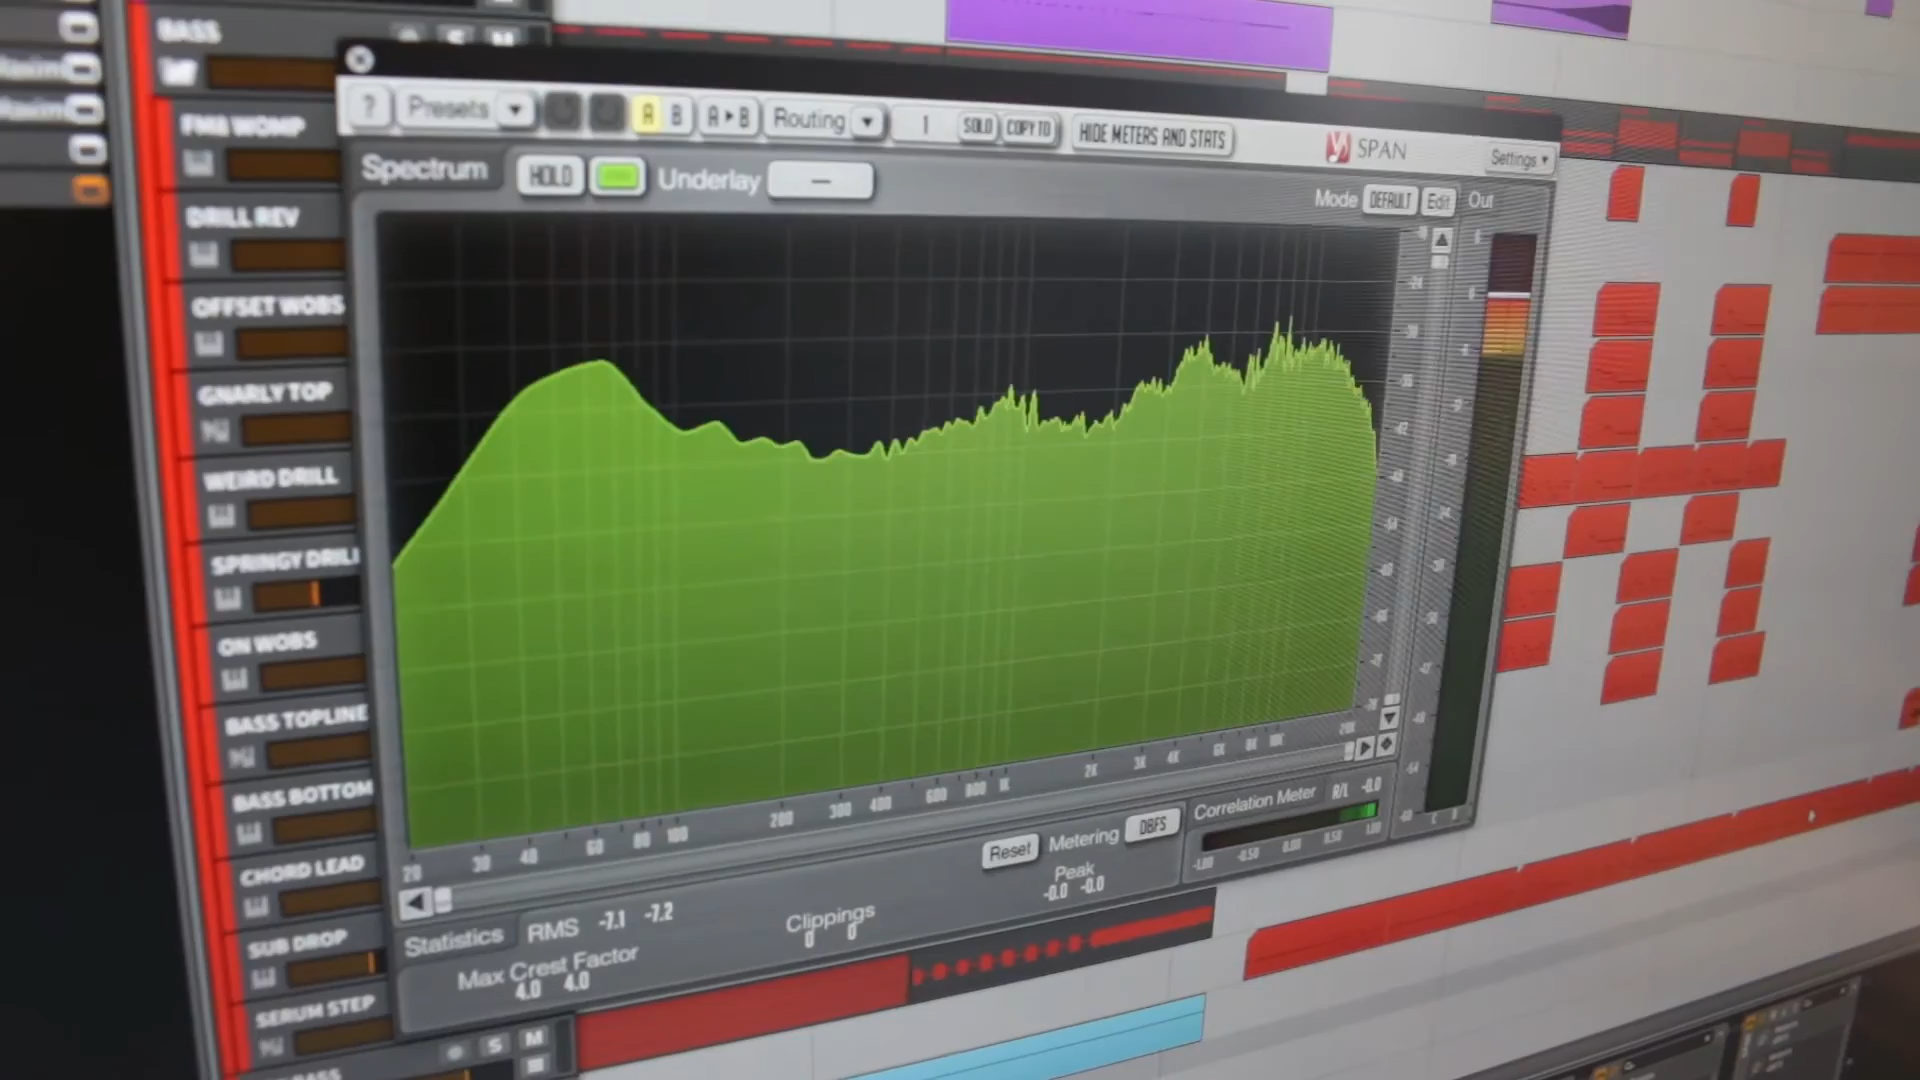 BASS
S M
FM8 WOMP
DRILL REV
OFFSET WOBS
GNARLY TOP
WEIRD DRILL
SPRINGY DRILL
ON WOBS
BASS TOPLINE
BASS BOTTOM
CHORD LEAD
SUB DROP
SERUM STEP
S M
? Presets A B A▸B Routing 1 SOLO COPY TO HIDE METERS AND STATS SPAN Settings
Spectrum HOLD Underlay — Mode DEFAULT Edit Out
20 30 40 60 80 100 200 300 400 600 800 1K 2K 3K 4K 6K 8K 10K 20K
Reset Metering DBFS
Peak
-0.0 -0.0
Correlation Meter R/L -0.0
-1.00 -0.50 0.00 0.50 1.00
Statistics RMS -7.1 -7.2
Clippings
0 0
Max Crest Factor
4.0 4.0